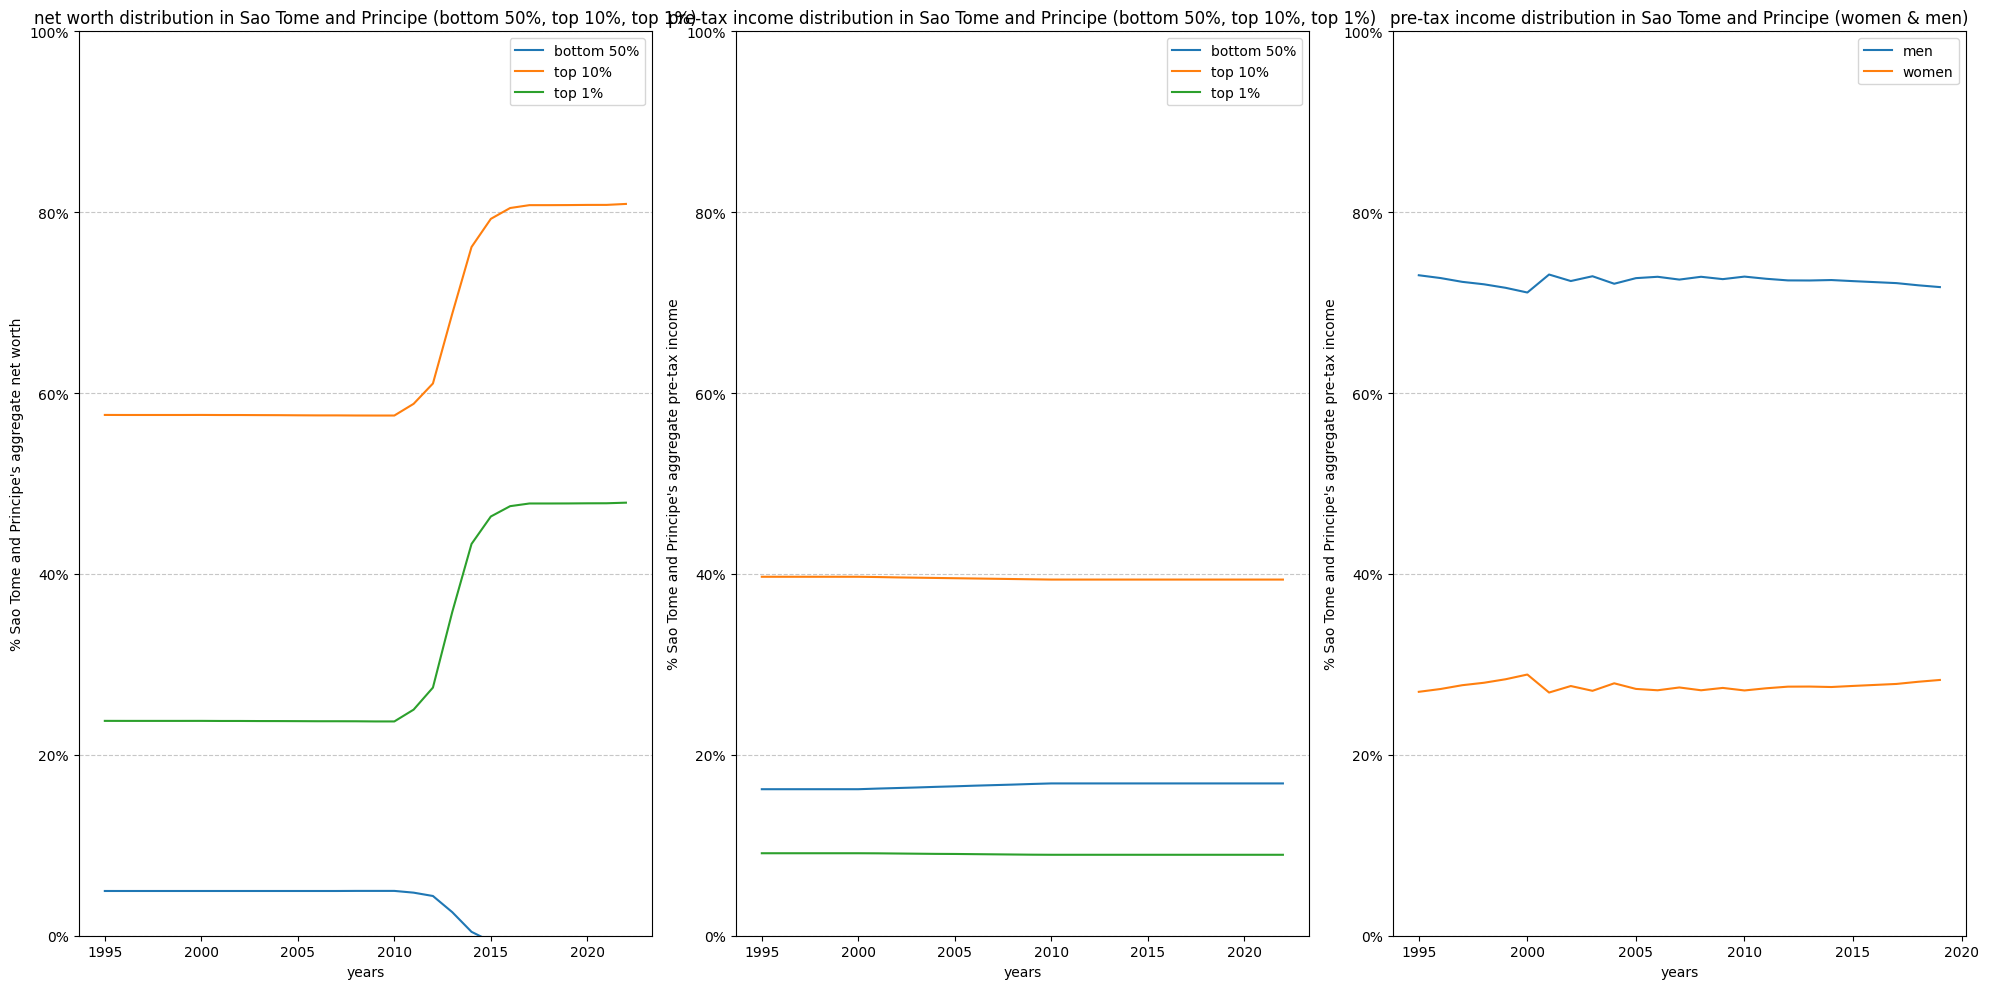 net worth distribution in Sao Tome and Principe (bottom 50%, top 10%, top 1%)
100%
80%
60%
40%
20%
0%
% Sao Tome and Principe's aggregate net worth
bottom 50%
top 10%
top 1%
1995
2000
2005
2010
2015
2020
years
pre-tax income distribution in Sao Tome and Principe (bottom 50%, top 10%, top 1%)
100%
80%
60%
40%
20%
0%
% Sao Tome and Principe's aggregate pre-tax income
bottom 50%
top 10%
top 1%
1995
2000
2005
2010
2015
2020
years
pre-tax income distribution in Sao Tome and Principe (women & men)
100%
80%
60%
40%
20%
0%
% Sao Tome and Principe's aggregate pre-tax income
men
women
1995
2000
2005
2010
2015
2020
years